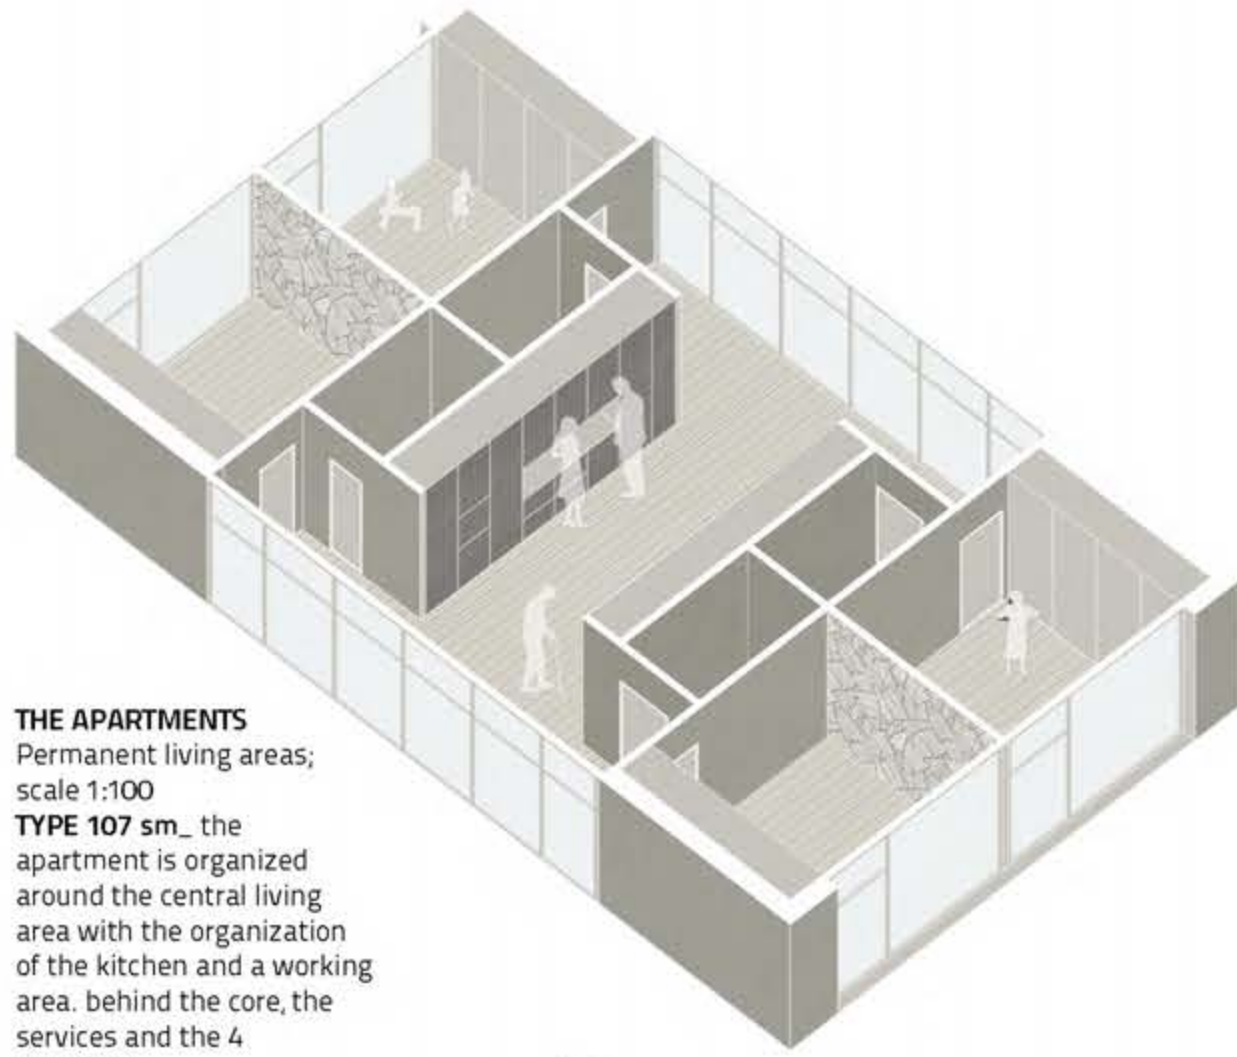 THE APARTMENTS
Permanent living areas;
scale 1:100
TYPE 107 sm_ the
apartment is organized
around the central living
area with the organization
of the kitchen and a working
area. behind the core, the
services and the 4